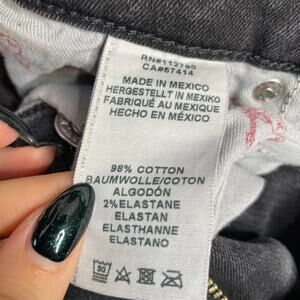 RN#112790
CA#57414
MADE IN MEXICO
HERGESTELLT IN MEXIKO
FABRIQUÉ AU MEXIQUE
HECHO EN MÉXICO
98% COTTON
BAUMWOLLE/COTON
ALGODÓN
2% ELASTANE
ELASTAN
ELASTHANNE
ELASTANO
30